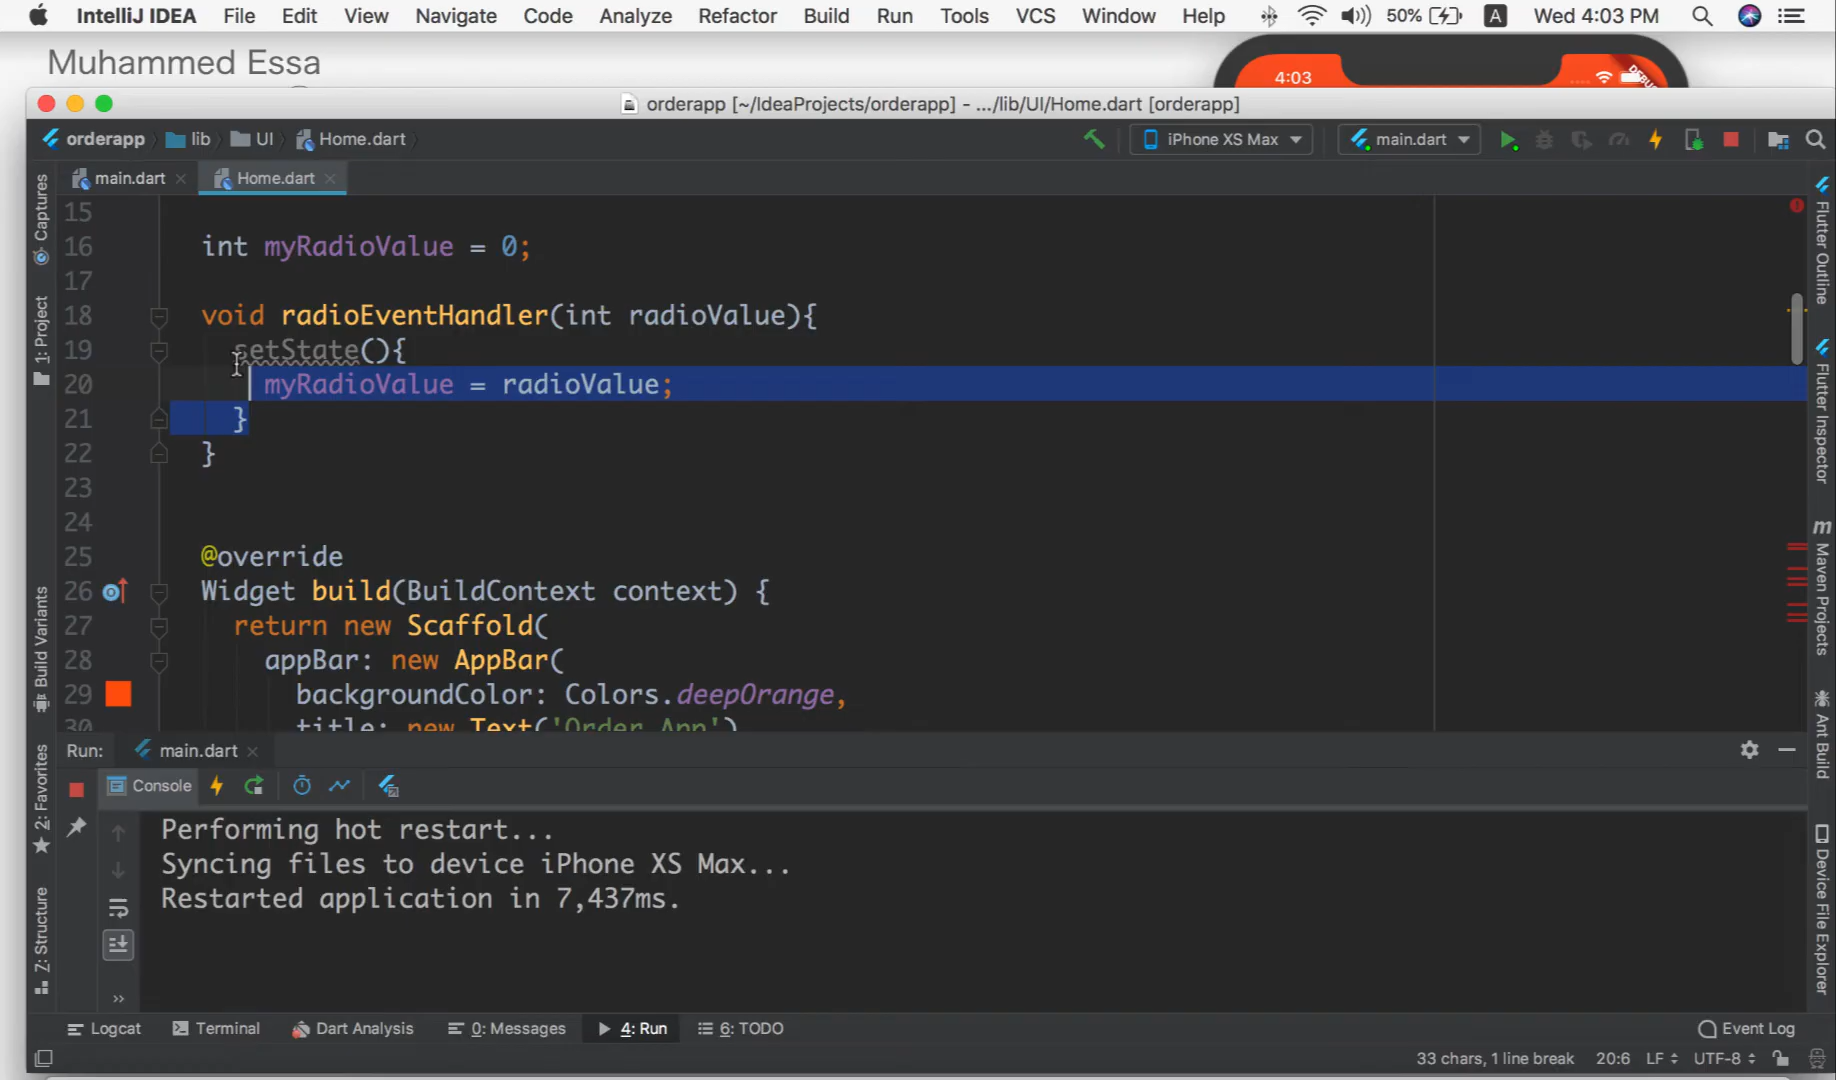 IntelliJ IDEA File Edit View Navigate Code Analyze Refactor Build Run Tools VCS Window Help 50% A Wed 4:03 PM
Muhammed Essa
4:03
DEBUG
orderapp [~/IdeaProjects/orderapp] - .../lib/UI/Home.dart [orderapp]
orderapp lib UI Home.dart iPhone XS Max main.dart
main.dart Home.dart
15
16 int myRadioValue = 0;
17
18 void radioEventHandler(int radioValue){
19 setState(){
20 myRadioValue = radioValue;
21 }
22 }
23
24
25 @override
26 Widget build(BuildContext context) {
27 return new Scaffold(
28 appBar: new AppBar(
29 backgroundColor: Colors.deepOrange,
30 title: new Text('Order App')
Captures
1: Project
Build Variants
2: Favorites
Z: Structure
Flutter Outline
Flutter Inspector
m Maven Projects
Ant Build
Device File Explorer
Run: main.dart
Console
Performing hot restart...
Syncing files to device iPhone XS Max...
Restarted application in 7,437ms.
Logcat Terminal Dart Analysis 0: Messages 4: Run 6: TODO Event Log
33 chars, 1 line break 20:6 LF UTF-8